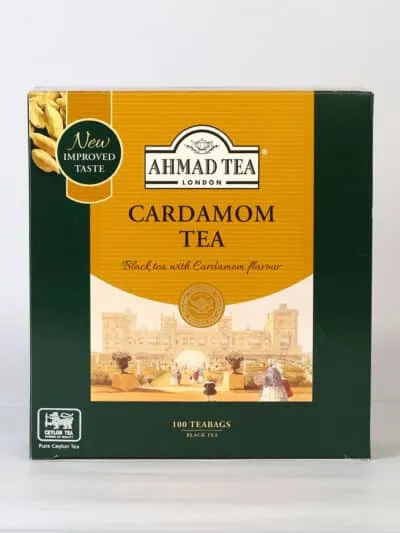 New
IMPROVED
TASTE
AHMAD TEA®
LONDON
CARDAMOM
TEA
Black tea with Cardamom flavour
100 TEABAGS
BLACK TEA
CEYLON TEA
Pure Ceylon Tea